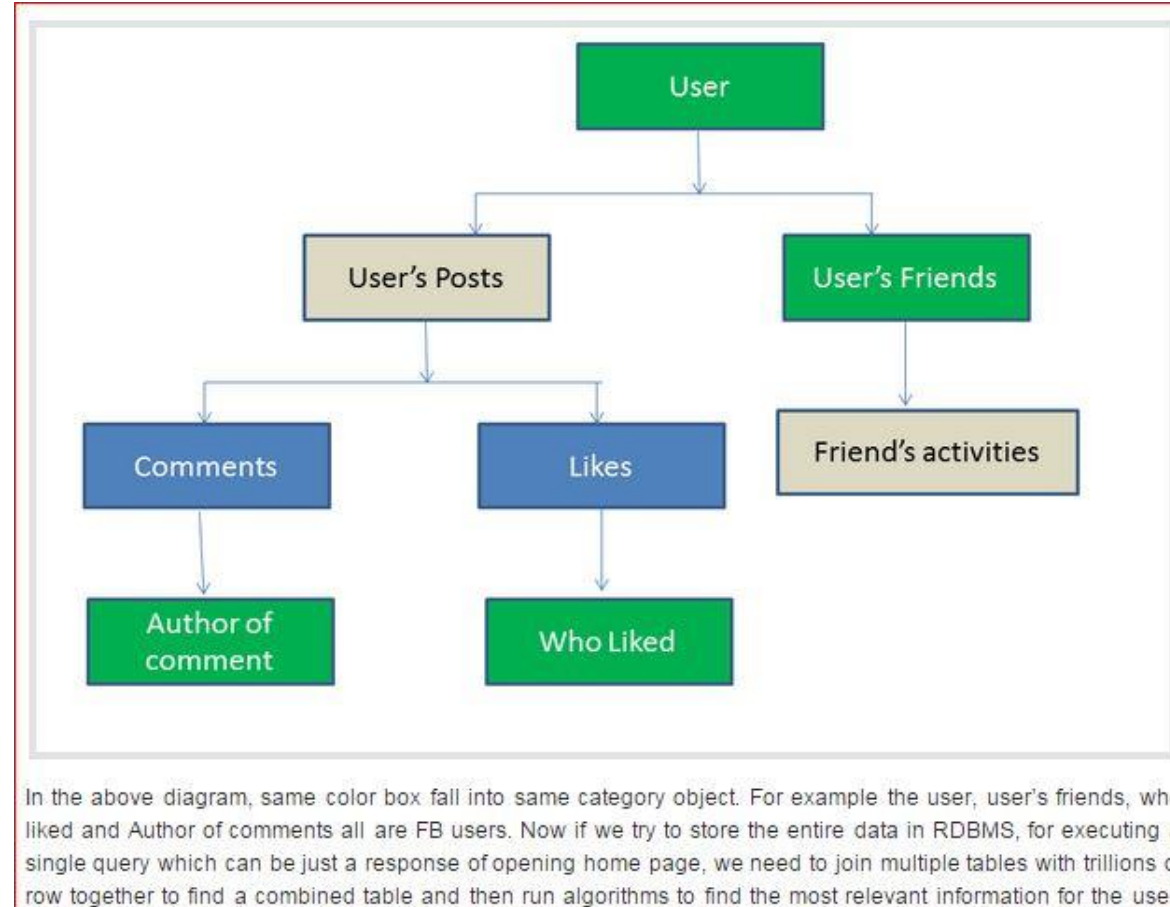 User
User's Posts
User's Friends
Comments
Likes
Friend's activities
Author of
comment
Who Liked
In the above diagram, same color box fall into same category object. For example the user, user's friends,
liked and Author of comments all are FB users. Now if we try to store the entire data in RDBMS, for executing
single query which can be just a response of opening home page, we need to join multiple tables with trillions
row together to find a combined table and then run algorithms to find the most relevant information for the